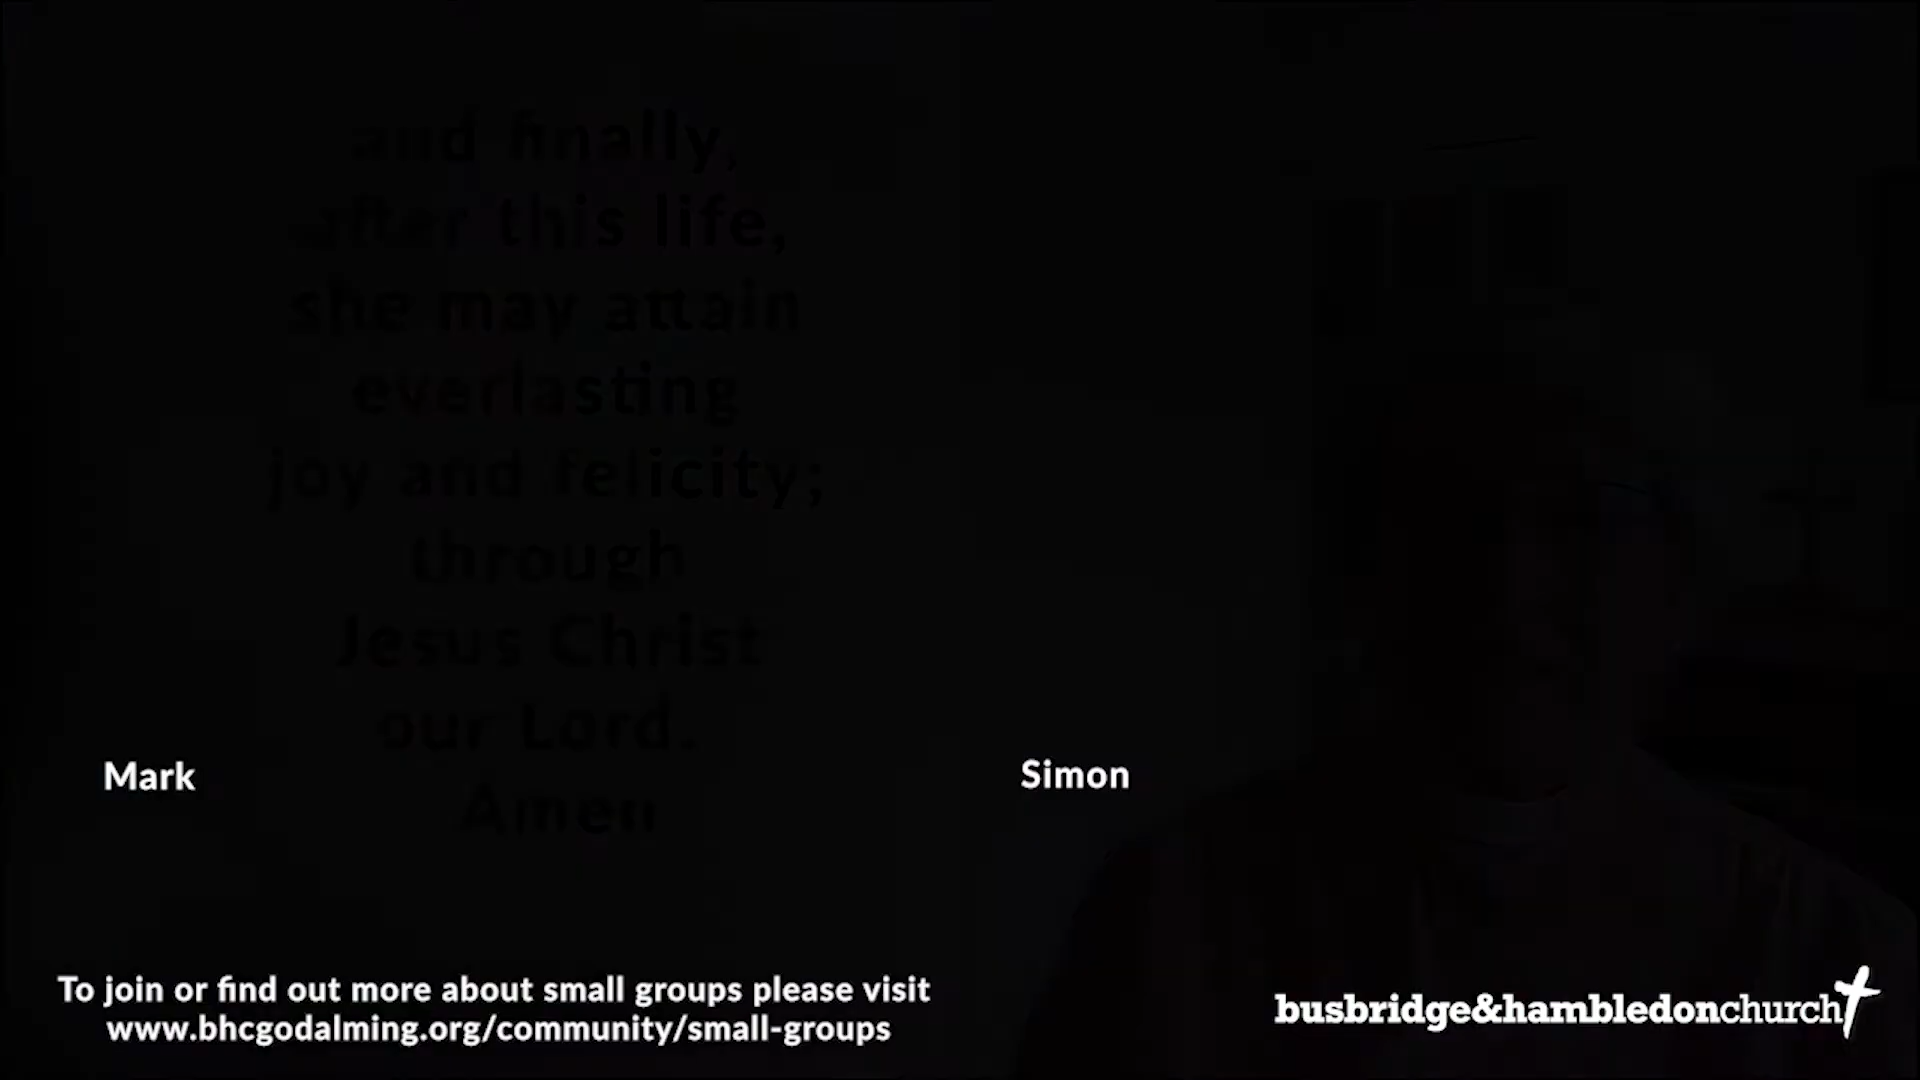 and finally,
after this life,
she may attain
everlasting
joy and felicity;
through
Jesus Christ
our Lord.
Amen
Mark
Simon
To join or find out more about small groups please visit
www.bhcgodalming.org/community/small-groups
busbridge&hambledonchurch